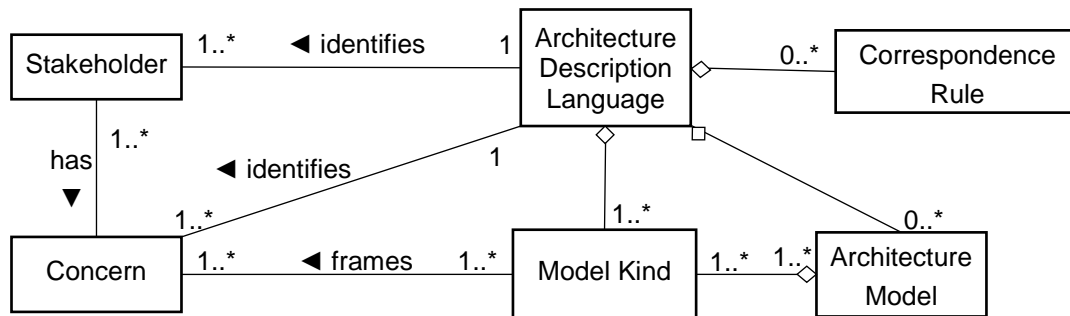 Stakeholder
1..*
◄ identifies
1
Architecture
Description
Language
0..*
Correspondence
Rule
1..*
has
▼
◄ identifies
1
1..*
1..*
0..*
Concern
1..*
◄ frames
1..*
Model Kind
1..*
1..*
Architecture
Model